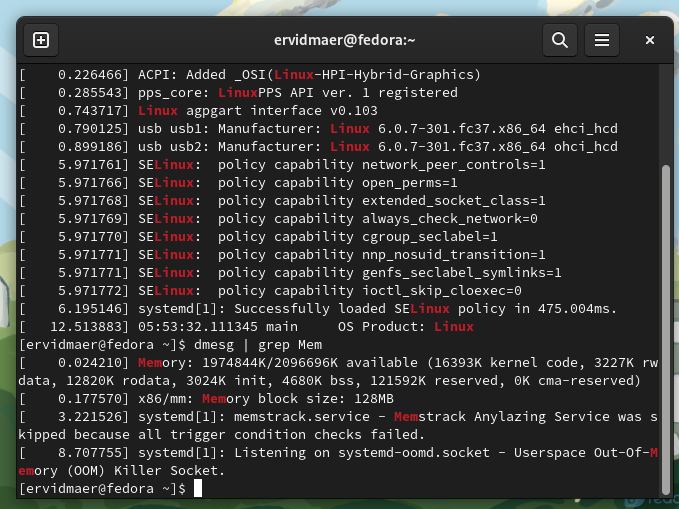 ervidmaer@fedora:~
[    0.226466] ACPI: Added _OSI(Linux-HPI-Hybrid-Graphics)
[    0.285543] pps_core: LinuxPPS API ver. 1 registered
[    0.743717] Linux agpgart interface v0.103
[    0.790125] usb usb1: Manufacturer: Linux 6.0.7-301.fc37.x86_64 ehci_hcd
[    0.899186] usb usb2: Manufacturer: Linux 6.0.7-301.fc37.x86_64 ohci_hcd
[    5.971761] SELinux:  policy capability network_peer_controls=1
[    5.971766] SELinux:  policy capability open_perms=1
[    5.971768] SELinux:  policy capability extended_socket_class=1
[    5.971769] SELinux:  policy capability always_check_network=0
[    5.971770] SELinux:  policy capability cgroup_seclabel=1
[    5.971771] SELinux:  policy capability nnp_nosuid_transition=1
[    5.971771] SELinux:  policy capability genfs_seclabel_symlinks=1
[    5.971772] SELinux:  policy capability ioctl_skip_cloexec=0
[    6.195146] systemd[1]: Successfully loaded SELinux policy in 475.004ms.
[   12.513883] 05:53:32.111345 main     OS Product: Linux
[ervidmaer@fedora ~]$ dmesg | grep Mem
[    0.024210] Memory: 1974844K/2096696K available (16393K kernel code, 3227K rw
data, 12820K rodata, 3024K init, 4680K bss, 121592K reserved, 0K cma-reserved)
[    0.177570] x86/mm: Memory block size: 128MB
[    3.221526] systemd[1]: memstrack.service - Memstrack Anylazing Service was s
kipped because all trigger condition checks failed.
[    8.707755] systemd[1]: Listening on systemd-oomd.socket - Userspace Out-Of-M
emory (OOM) Killer Socket.
[ervidmaer@fedora ~]$